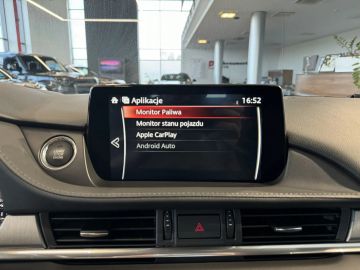 Aplikacje 16:52
Monitor Paliwa
Monitor stanu pojazdu
Apple CarPlay
Android Auto